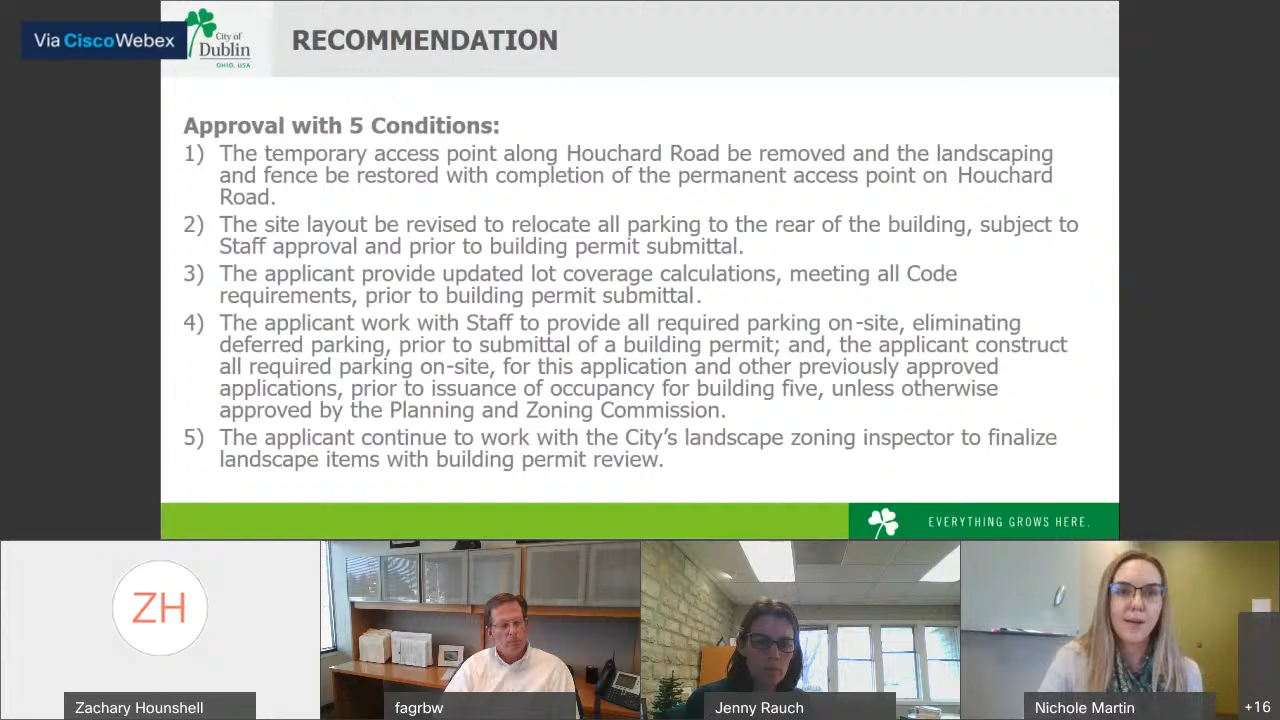 Via Cisco Webex
City of
Dublin
OHIO, USA
RECOMMENDATION
Approval with 5 Conditions:
1) The temporary access point along Houchard Road be removed and the landscaping
and fence be restored with completion of the permanent access point on Houchard
Road.
2) The site layout be revised to relocate all parking to the rear of the building, subject to
Staff approval and prior to building permit submittal.
3) The applicant provide updated lot coverage calculations, meeting all Code
requirements, prior to building permit submittal.
4) The applicant work with Staff to provide all required parking on-site, eliminating
deferred parking, prior to submittal of a building permit; and, the applicant construct
all required parking on-site, for this application and other previously approved
applications, prior to issuance of occupancy for building five, unless otherwise
approved by the Planning and Zoning Commission.
5) The applicant continue to work with the City's landscape zoning inspector to finalize
landscape items with building permit review.
EVERYTHING GROWS HERE.
ZH
Zachary Hounshell
fagrbw
Jenny Rauch
Nichole Martin
+16